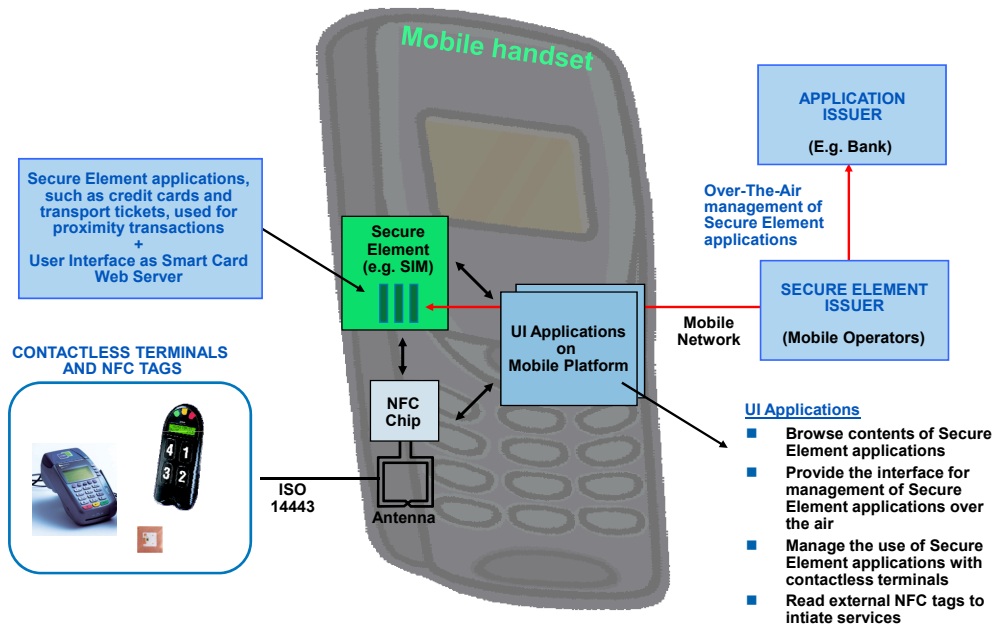 Mobile handset
APPLICATION
ISSUER
(E.g. Bank)
Over-The-Air
management of
Secure Element
applications
Secure Element applications,
such as credit cards and
transport tickets, used for
proximity transactions
+
User Interface as Smart Card
Web Server
Secure
Element
(e.g. SIM)
SECURE ELEMENT
ISSUER
(Mobile Operators)
Mobile
Network
UI Applications
on
Mobile Platform
CONTACTLESS TERMINALS
AND NFC TAGS
4 1
3 2
NFC
Chip
ISO
14443
Antenna
UI Applications
Browse contents of Secure
Element applications
Provide the interface for
management of Secure
Element applications over
the air
Manage the use of Secure
Element applications with
contactless terminals
Read external NFC tags to
intiate services